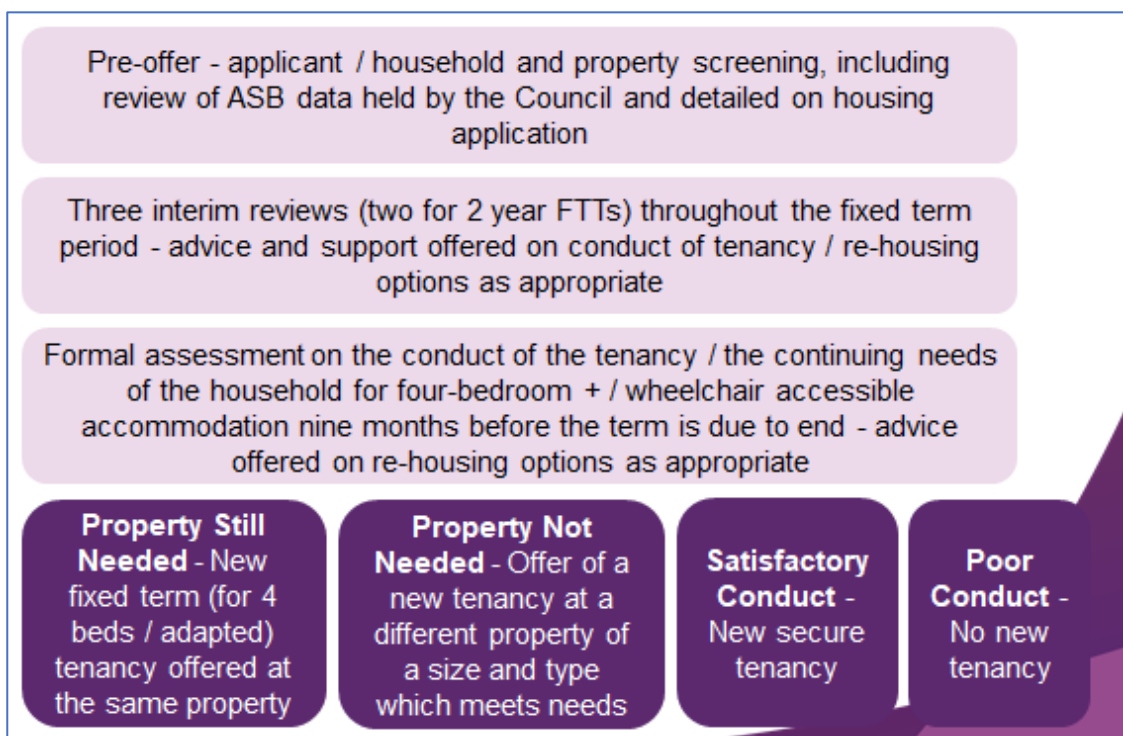 Pre-offer - applicant / household and property screening, including
review of ASB data held by the Council and detailed on housing
application
Three interim reviews (two for 2 year FTTs) throughout the fixed term
period - advice and support offered on conduct of tenancy / re-housing
options as appropriate
Formal assessment on the conduct of the tenancy / the continuing needs
of the household for four-bedroom + / wheelchair accessible
accommodation nine months before the term is due to end - advice
offered on re-housing options as appropriate
Property Still
Needed - New
fixed term (for 4
beds / adapted)
tenancy offered at
the same property
Property Not
Needed - Offer of a
new tenancy at a
different property of
a size and type
which meets needs
Satisfactory
Conduct -
New secure
tenancy
Poor
Conduct -
No new
tenancy